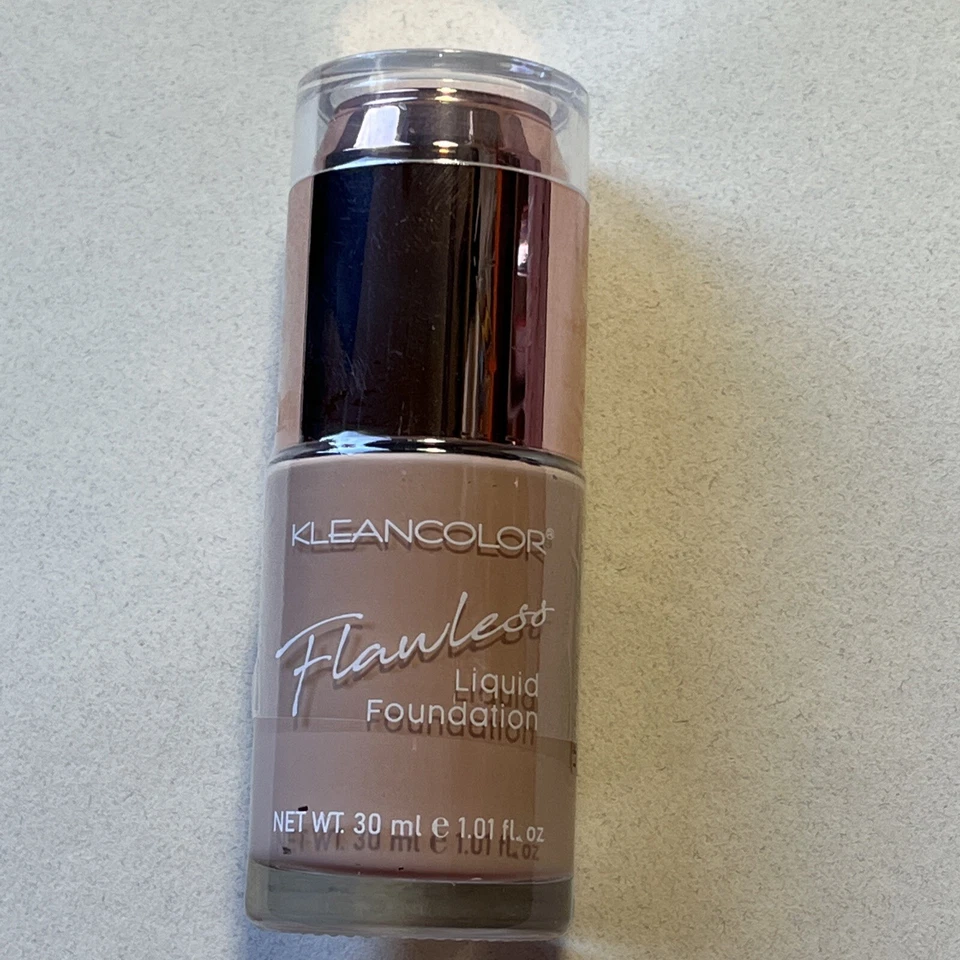 KLEANCOLOR®
Flawless
Liquid
Foundation
NET WT. 30 ml ℮ 1.01 fl. oz